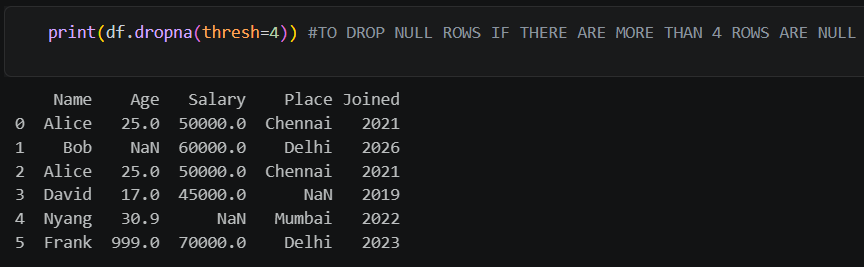 print(df.dropna(thresh=4)) #TO DROP NULL ROWS IF THERE ARE MORE THAN 4 ROWS ARE NULL
Name Age Salary Place Joined
0 Alice 25.0 50000.0 Chennai 2021
1 Bob NaN 60000.0 Delhi 2026
2 Alice 25.0 50000.0 Chennai 2021
3 David 17.0 45000.0 NaN 2019
4 Nyang 30.9 NaN Mumbai 2022
5 Frank 999.0 70000.0 Delhi 2023